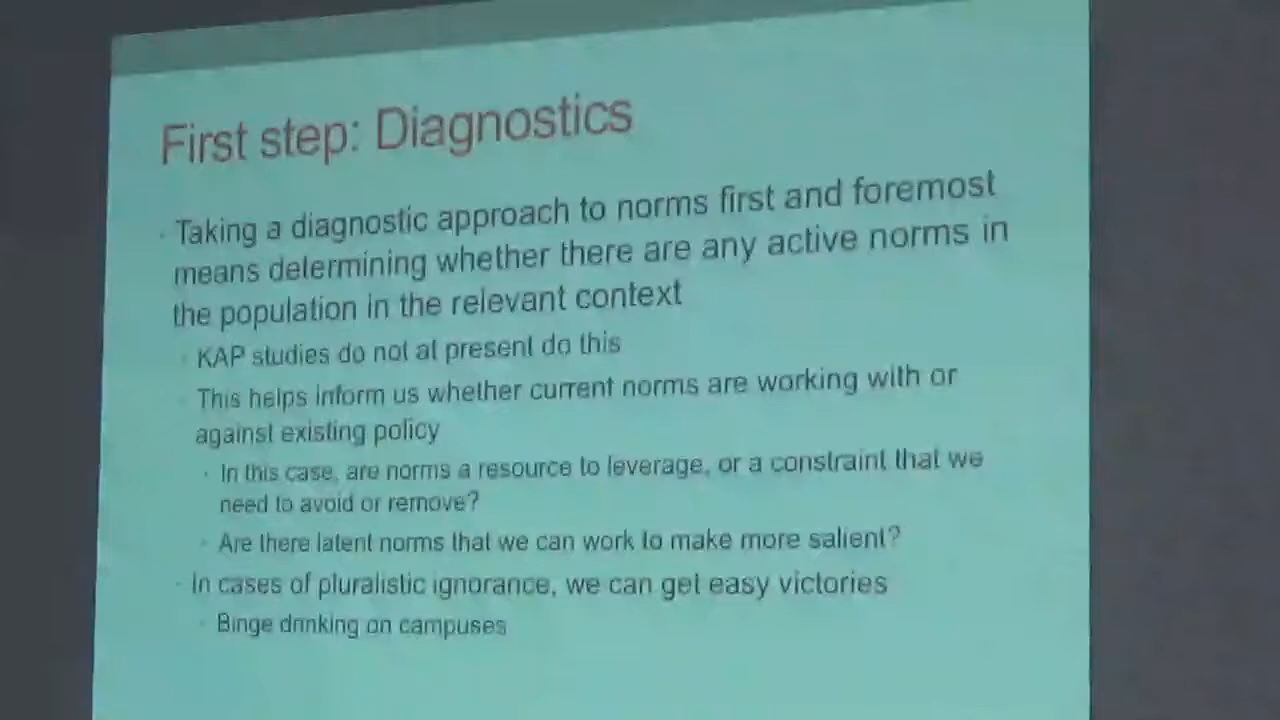 First step: Diagnostics
Taking a diagnostic approach to norms first and foremost
means determining whether there are any active norms in
the population in the relevant context
KAP studies do not at present do this
This helps inform us whether current norms are working with or
against existing policy
In this case, are norms a resource to leverage, or a constraint that we
need to avoid or remove?
Are there latent norms that we can work to make more salient?
In cases of pluralistic ignorance, we can get easy victories
Binge drinking on campuses